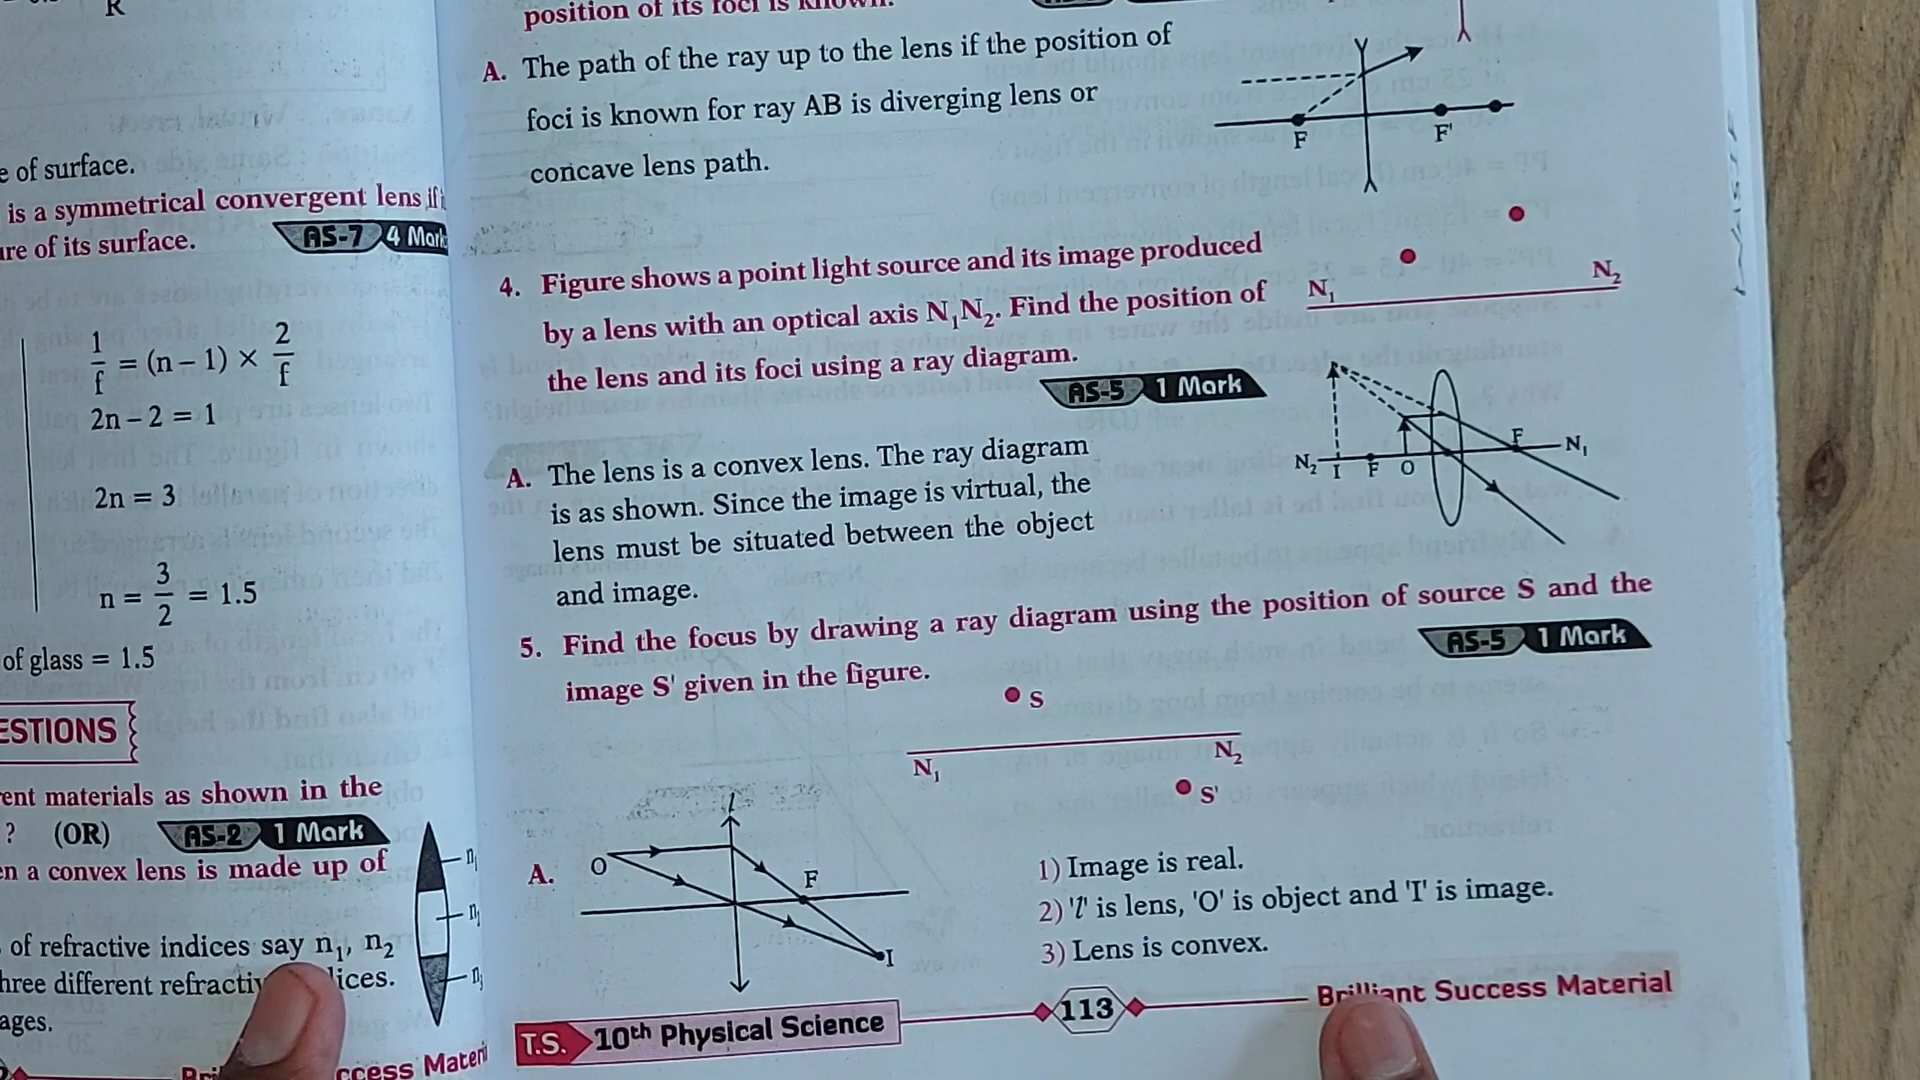 R
e of surface.
is a symmetrical convergent lens if
ure of its surface.
AS-7 4 Mark
1/f = (n – 1) × 2/f
2n – 2 = 1
2n = 3
n = 3/2 = 1.5
of glass = 1.5
ESTIONS
rent materials as shown in the
? (OR) AS-2 1 Mark
en a convex lens is made up of
of refractive indices say n₁, n₂
hree different refractiv ices.
ages.
ccess Materi
position of its foci is known.
A. The path of the ray up to the lens if the position of
foci is known for ray AB is diverging lens or
concave lens path.
F F'
4. Figure shows a point light source and its image produced
by a lens with an optical axis N₁N₂. Find the position of
the lens and its foci using a ray diagram.
AS-5 1 Mark
N₁ N₂
A. The lens is a convex lens. The ray diagram
is as shown. Since the image is virtual, the
lens must be situated between the object
and image.
N₂ I F O F N₁
5. Find the focus by drawing a ray diagram using the position of source S and the
image S' given in the figure.
AS-5 1 Mark
S
N₁ N₂
S'
A.
l
O F I
1) Image is real.
2) 'l' is lens, 'O' is object and 'I' is image.
3) Lens is convex.
T.S. 10th Physical Science
113
Brilliant Success Material